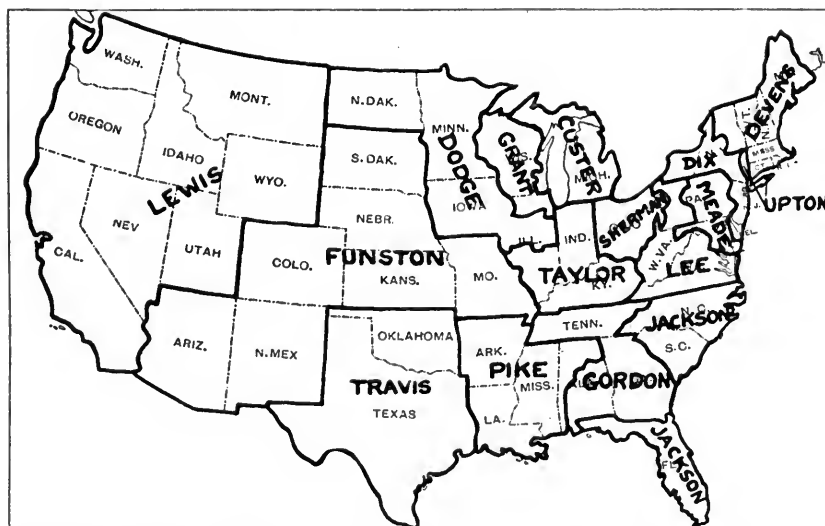 WASH.
MONT.
N. DAK.
MINN.
OREGON
IDAHO
LEWIS
WYO.
S. DAK.
DODGE
GRANT
CUSTER
DEVENS
VT.
MASS
DIX
UPTON
NEBR.
IOWA
NEV
UTAH
CAL.
COLO.
FUNSTON
KANS.
MO.
ILL.
IND.
SHERMAN
PA.
MEADE
W.VA.
LEE
TAYLOR
KY.
ARIZ.
N.MEX
OKLAHOMA
TRAVIS
TEXAS
ARK.
PIKE
MISS.
LA.
TENN.
N.C.
JACKSON
S.C.
GORDON
JACKSON